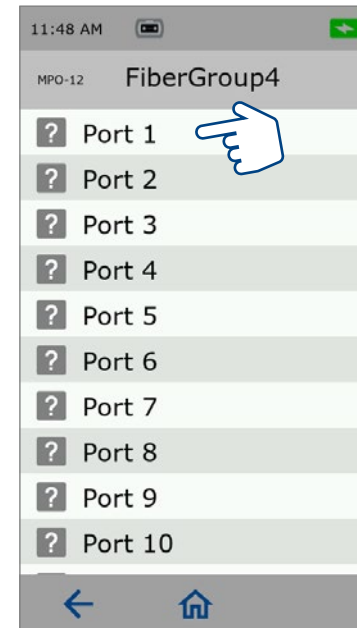 11:48 AM
MPO-12 FiberGroup4
? Port 1
? Port 2
? Port 3
? Port 4
? Port 5
? Port 6
? Port 7
? Port 8
? Port 9
? Port 10